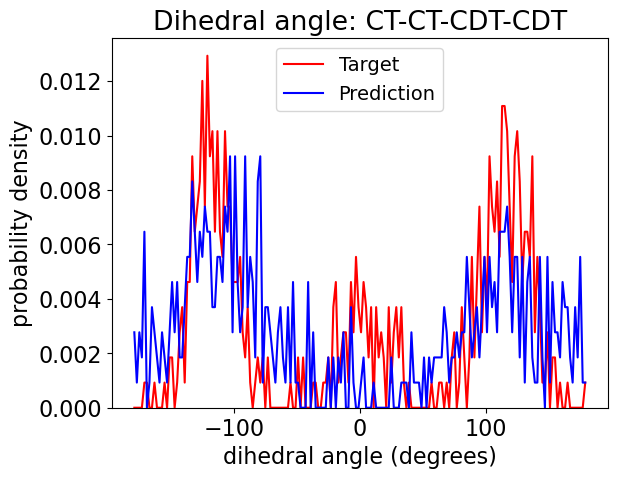 Dihedral angle: CT-CT-CDT-CDT
Target
Prediction
probability density
0.012
0.010
0.008
0.006
0.004
0.002
0.000
−100
0
100
dihedral angle (degrees)